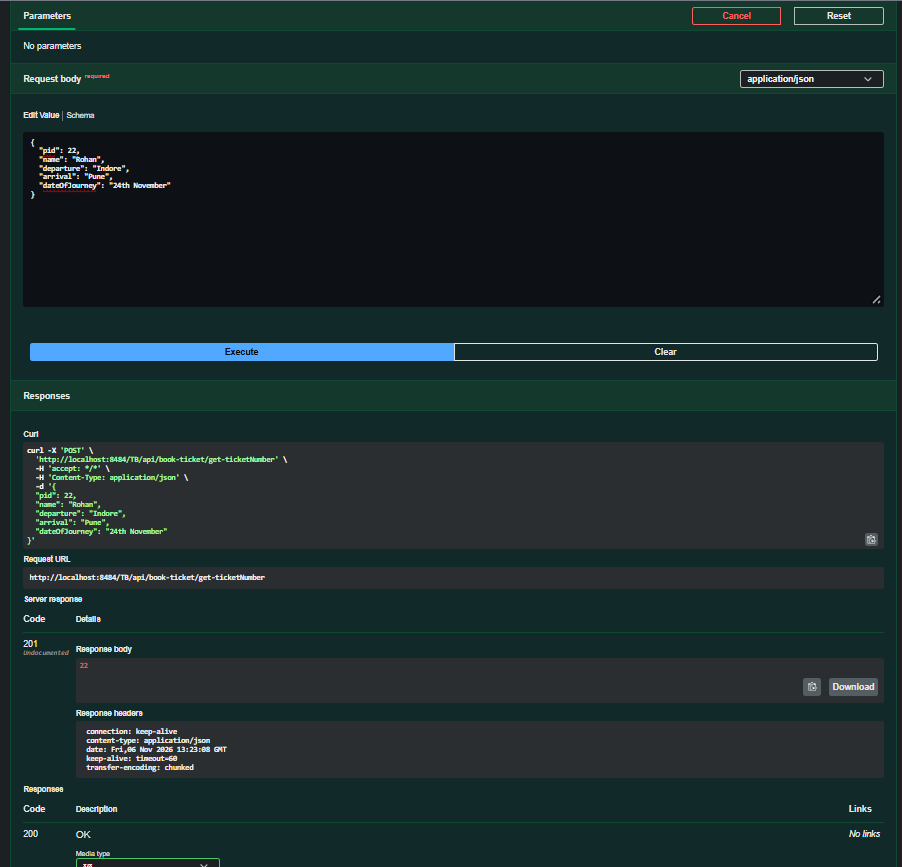 Parameters
Cancel
Reset
No parameters
Request body required
application/json
Edit Value | Schema
{
  "pid": 22,
  "name": "Rohan",
  "departure": "Indore",
  "arrival": "Pune",
  "dateOfJourney": "24th November"
}
Execute
Clear
Responses
Curl
curl -X 'POST' \
  'http://localhost:8484/TB/api/book-ticket/get-ticketNumber' \
  -H 'accept: */*' \
  -H 'Content-Type: application/json' \
  -d '{
  "pid": 22,
  "name": "Rohan",
  "departure": "Indore",
  "arrival": "Pune",
  "dateOfJourney": "24th November"
}'
Request URL
http://localhost:8484/TB/api/book-ticket/get-ticketNumber
Server response
Code Details
201
Undocumented
Response body
22
Download
Response headers
connection: keep-alive
content-type: application/json
date: Fri,06 Nov 2026 13:23:08 GMT
keep-alive: timeout=60
transfer-encoding: chunked
Responses
Code Description Links
200 OK No links
Media type